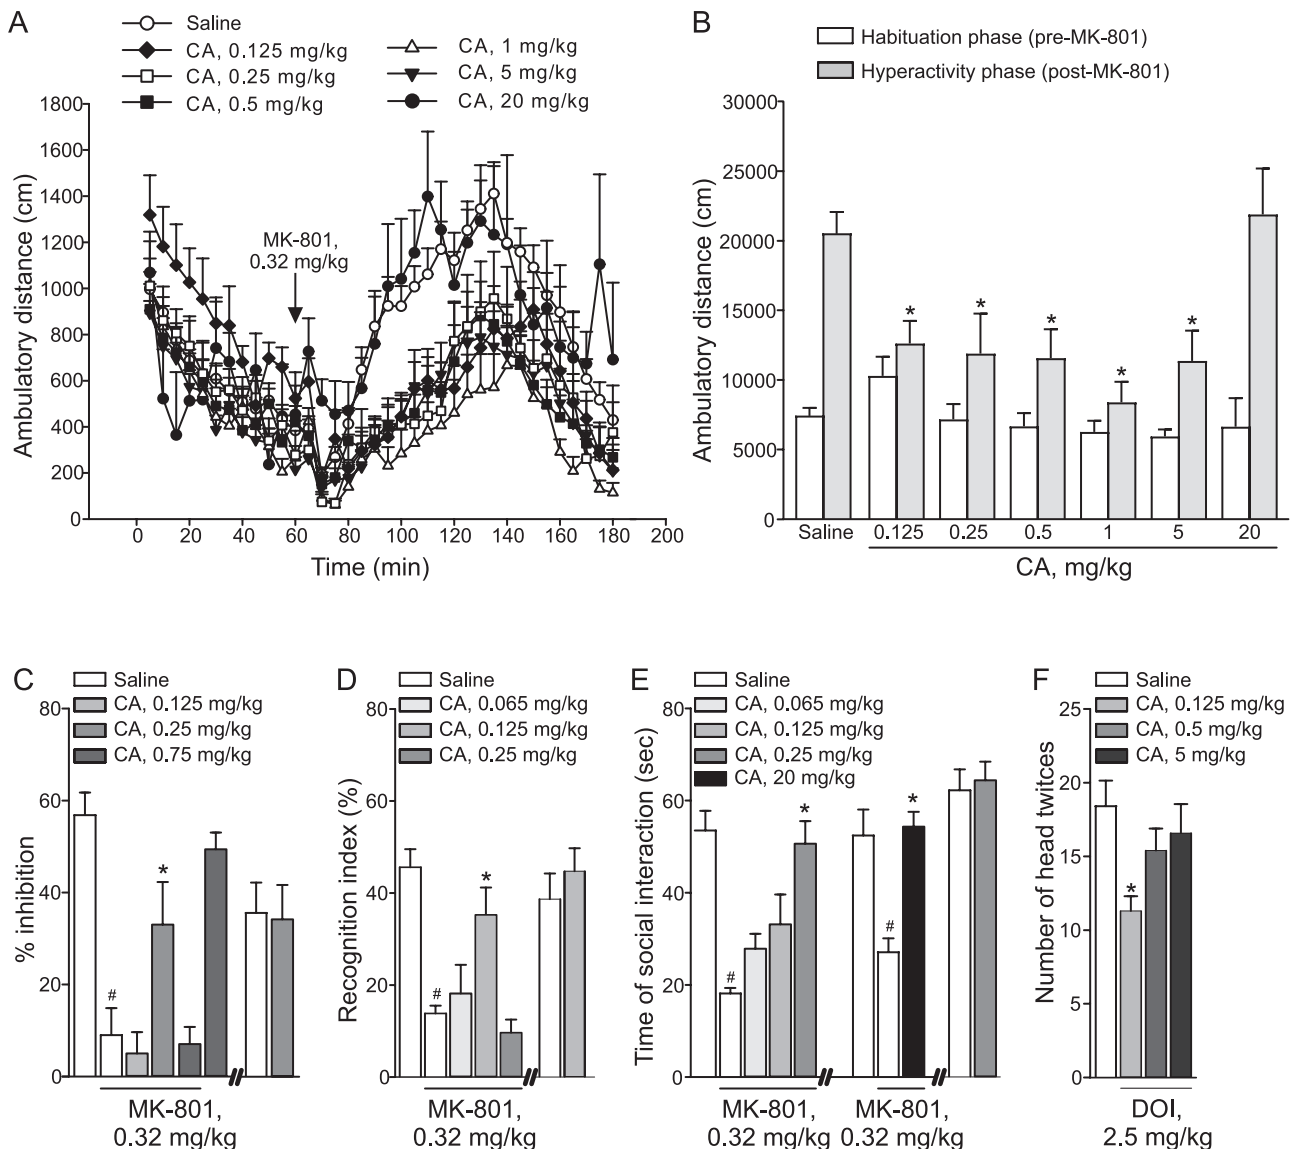 A
Saline
CA, 0.125 mg/kg
CA, 0.25 mg/kg
CA, 0.5 mg/kg
CA, 1 mg/kg
CA, 5 mg/kg
CA, 20 mg/kg
Ambulatory distance (cm)
1800
1600
1400
1200
1000
800
600
400
200
0
MK-801,
0.32 mg/kg
0 20 40 60 80 100 120 140 160 180 200
Time (min)
B
Habituation phase (pre-MK-801)
Hyperactivity phase (post-MK-801)
Ambulatory distance (cm)
30000
25000
20000
15000
10000
5000
0
* * * * *
Saline 0.125 0.25 0.5 1 5 20
CA, mg/kg
C
Saline
CA, 0.125 mg/kg
CA, 0.25 mg/kg
CA, 0.75 mg/kg
% inhibition
80
60
40
20
0
# *
MK-801,
0.32 mg/kg
D
Saline
CA, 0.065 mg/kg
CA, 0.125 mg/kg
CA, 0.25 mg/kg
Recognition index (%)
80
60
40
20
0
# *
MK-801,
0.32 mg/kg
E
Saline
CA, 0.065 mg/kg
CA, 0.125 mg/kg
CA, 0.25 mg/kg
CA, 20 mg/kg
Time of social interaction (sec)
80
60
40
20
0
# * # *
MK-801,
0.32 mg/kg
MK-801,
0.32 mg/kg
F
Saline
CA, 0.125 mg/kg
CA, 0.5 mg/kg
CA, 5 mg/kg
Number of head twitces
25
20
15
10
5
0
*
DOI,
2.5 mg/kg